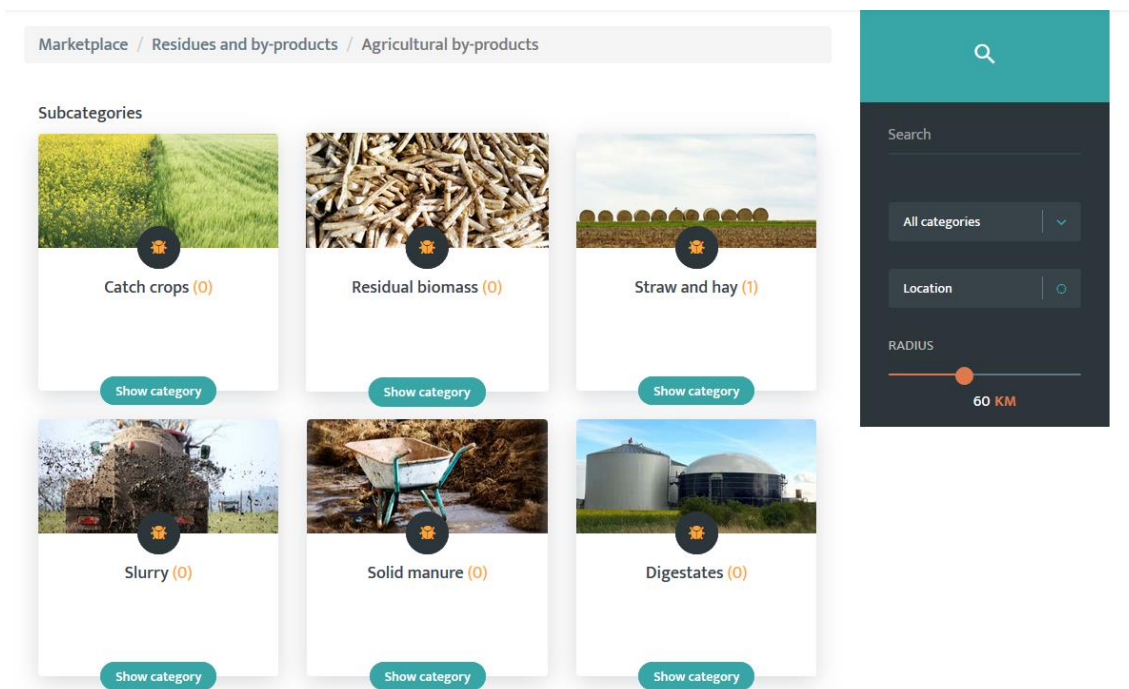 Marketplace / Residues and by-products / Agricultural by-products
Subcategories
Catch crops (0)
Show category
Residual biomass (0)
Show category
Straw and hay (1)
Show category
Slurry (0)
Show category
Solid manure (0)
Show category
Digestates (0)
Show category
Search
All categories
Location
RADIUS
60 KM